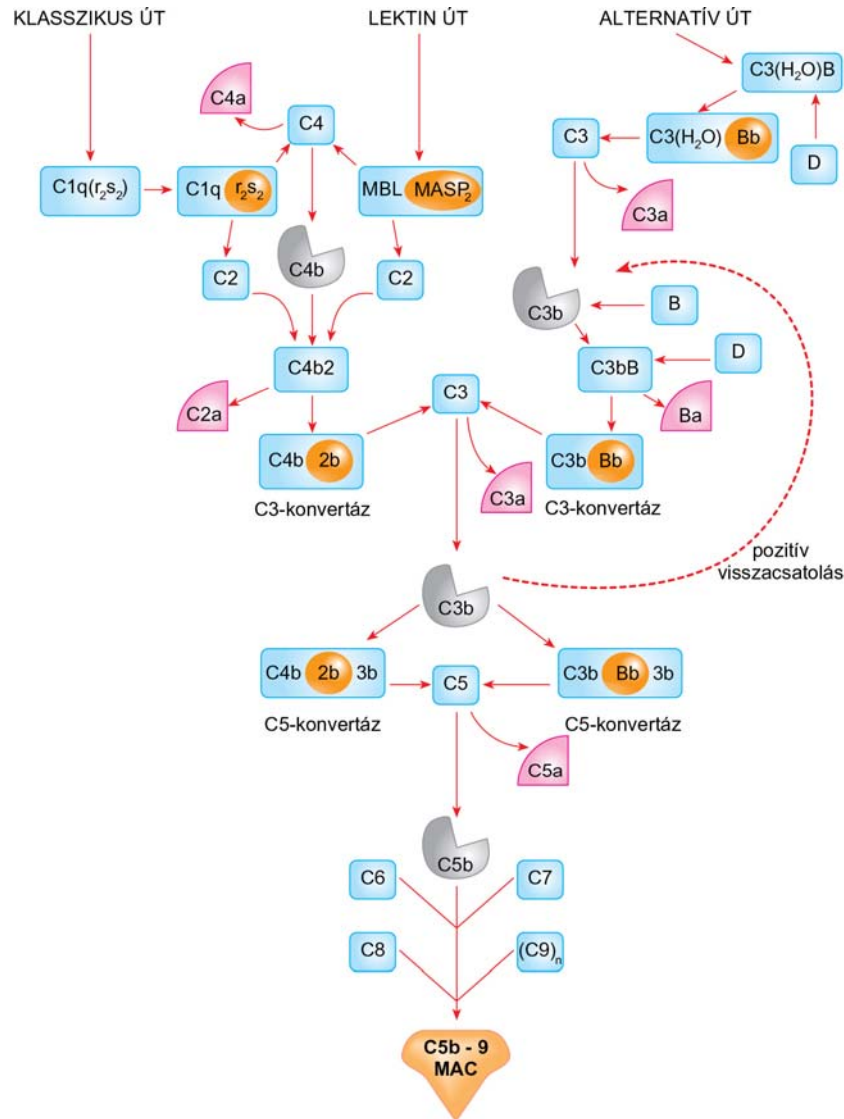 KLASSZIKUS ÚT
LEKTIN ÚT
ALTERNATÍV ÚT
C3(H₂O)B
C4a
C4
C3(H₂O) Bb
C3
D
C1q(r₂s₂)
C1q r₂s₂
MBL MASP₂
C3a
C4b
C2
C2
C3b
B
C4b2
C3bB
D
C2a
C3
Ba
C4b 2b
C3b Bb
C3a
C3-konvertáz
C3-konvertáz
pozitív
visszacsatolás
C3b
C4b 2b 3b
C5
C3b Bb 3b
C5-konvertáz
C5-konvertáz
C5a
C5b
C6
C7
C8
(C9)ₙ
C5b - 9
MAC